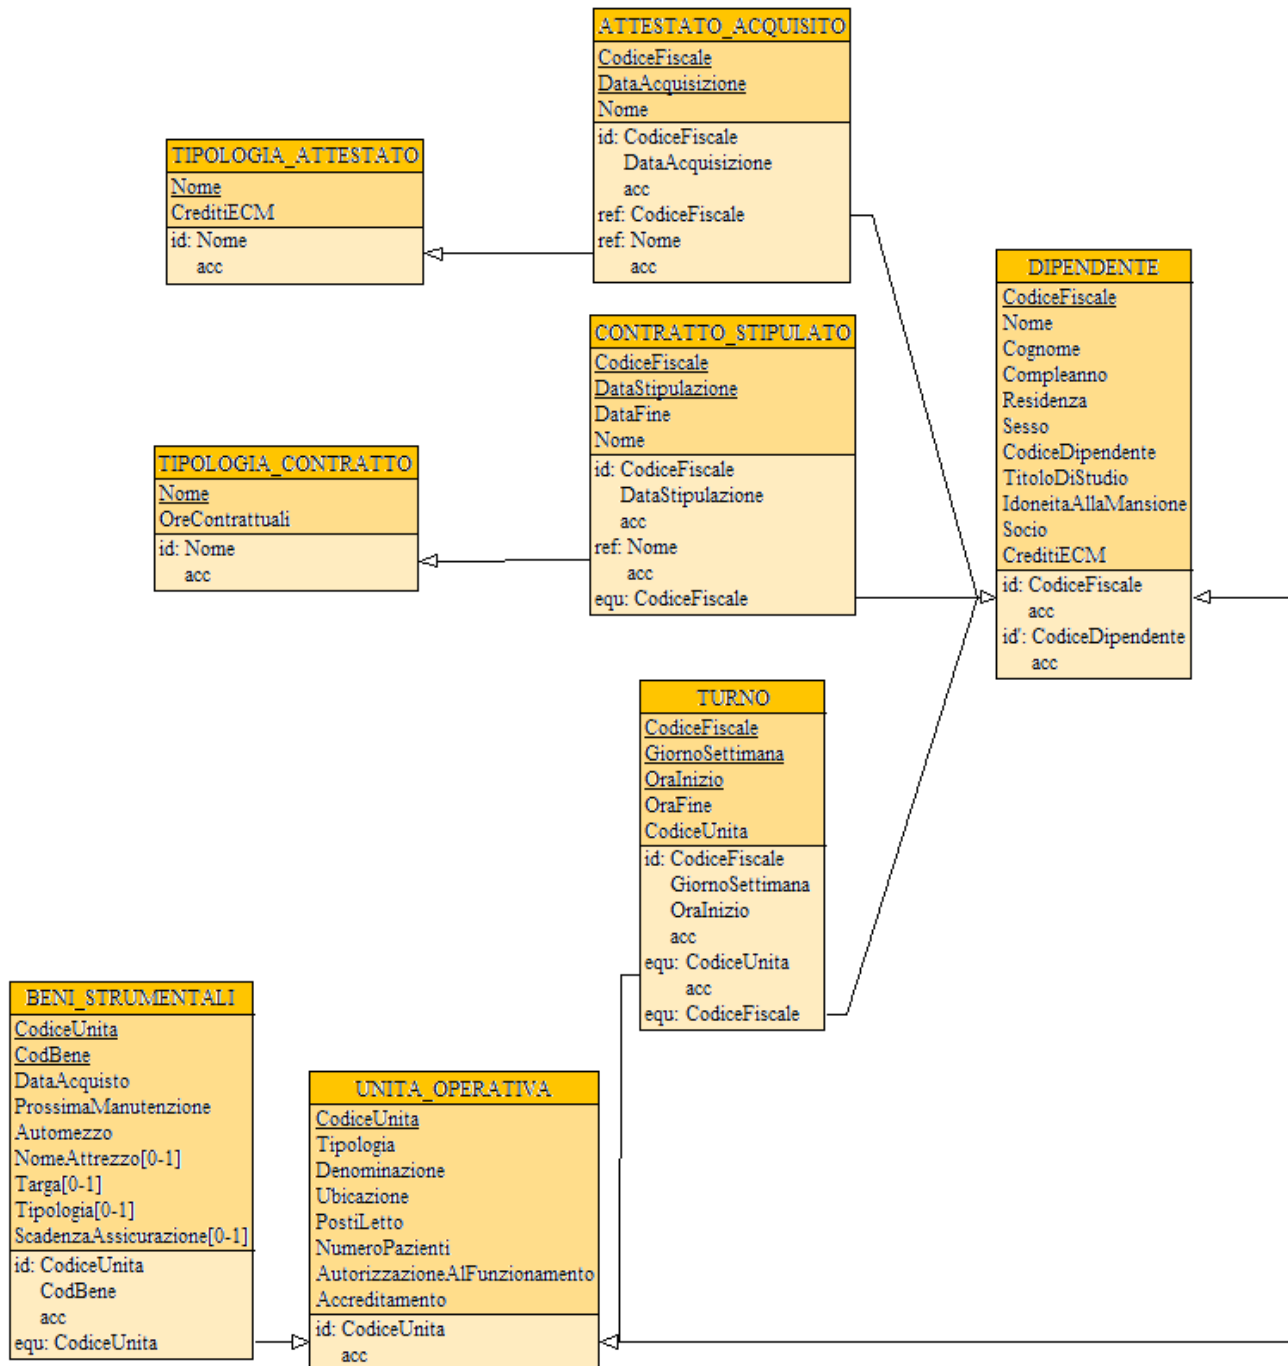 ATTESTATO_ACQUISITO
CodiceFiscale
DataAcquisizione
Nome
id: CodiceFiscale
DataAcquisizione
acc
ref: CodiceFiscale
ref: Nome
acc
TIPOLOGIA_ATTESTATO
Nome
CreditiECM
id: Nome
acc
CONTRATTO_STIPULATO
CodiceFiscale
DataStipulazione
DataFine
Nome
id: CodiceFiscale
DataStipulazione
acc
ref: Nome
acc
equ: CodiceFiscale
TIPOLOGIA_CONTRATTO
Nome
OreContrattuali
id: Nome
acc
DIPENDENTE
CodiceFiscale
Nome
Cognome
Compleanno
Residenza
Sesso
CodiceDipendente
TitoloDiStudio
IdoneitaAllaMansione
Socio
CreditiECM
id: CodiceFiscale
acc
id': CodiceDipendente
acc
TURNO
CodiceFiscale
GiornoSettimana
OraInizio
OraFine
CodiceUnita
id: CodiceFiscale
GiornoSettimana
OraInizio
acc
equ: CodiceUnita
acc
equ: CodiceFiscale
BENI_STRUMENTALI
CodiceUnita
CodBene
DataAcquisto
ProssimaManutenzione
Automezzo
NomeAttrezzo[0-1]
Targa[0-1]
Tipologia[0-1]
ScadenzaAssicurazione[0-1]
id: CodiceUnita
CodBene
acc
equ: CodiceUnita
UNITA_OPERATIVA
CodiceUnita
Tipologia
Denominazione
Ubicazione
PostiLetto
NumeroPazienti
AutorizzazioneAlFunzionamento
Accreditamento
id: CodiceUnita
acc